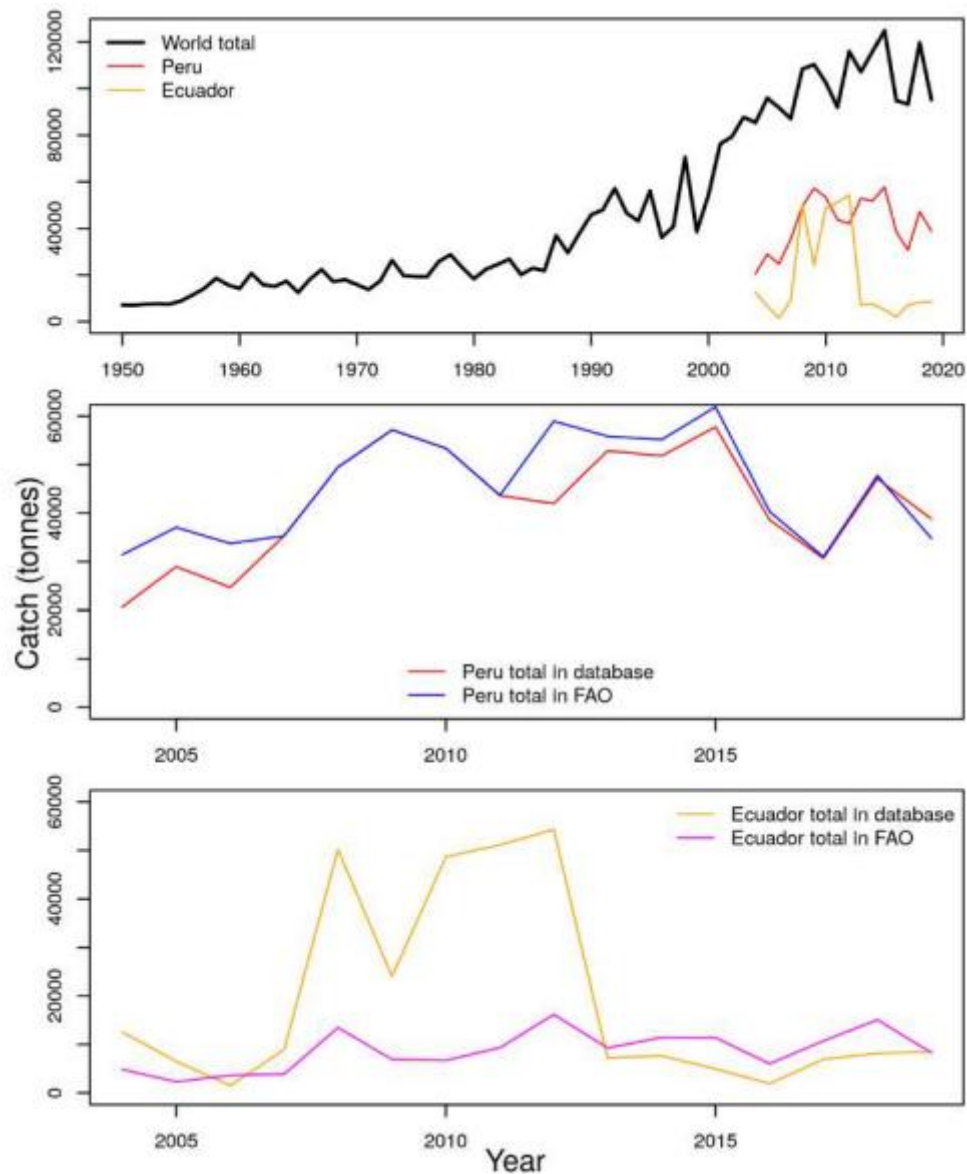 World total
Peru
Ecuador
120000
80000
40000
0
1950 1960 1970 1980 1990 2000 2010 2020
Catch (tonnes)
60000
40000
20000
0
Peru total in database
Peru total in FAO
2005 2010 2015
60000
40000
20000
0
Ecuador total in database
Ecuador total in FAO
2005 2010 2015
Year